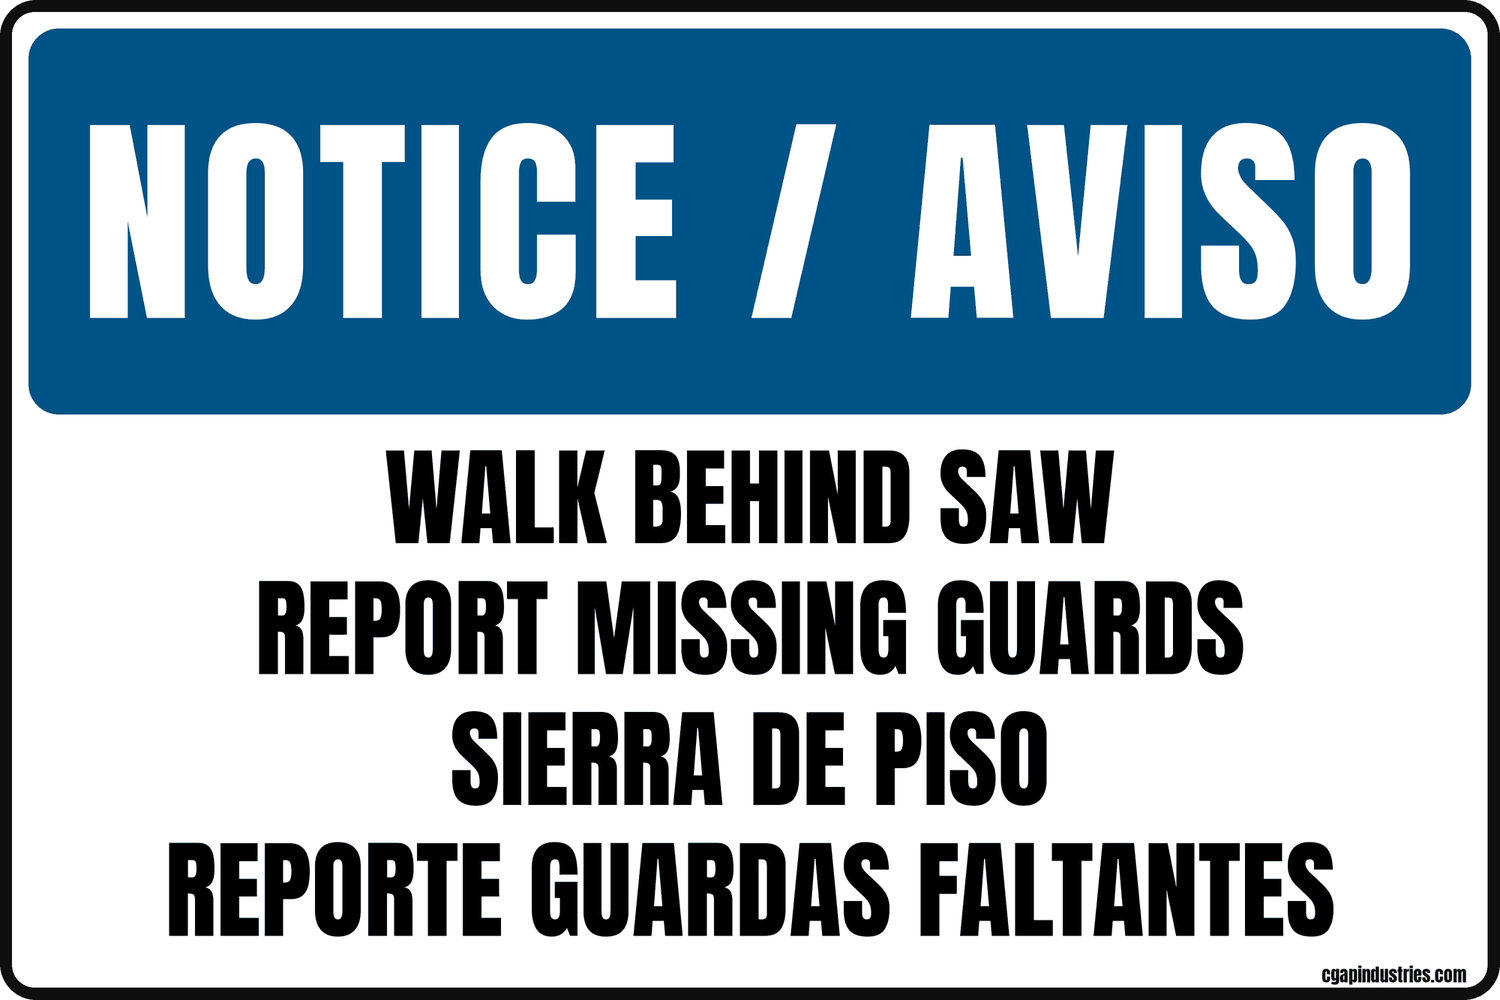 NOTICE / AVISO
WALK BEHIND SAW
REPORT MISSING GUARDS
SIERRA DE PISO
REPORTE GUARDAS FALTANTES
cgapindustries.com